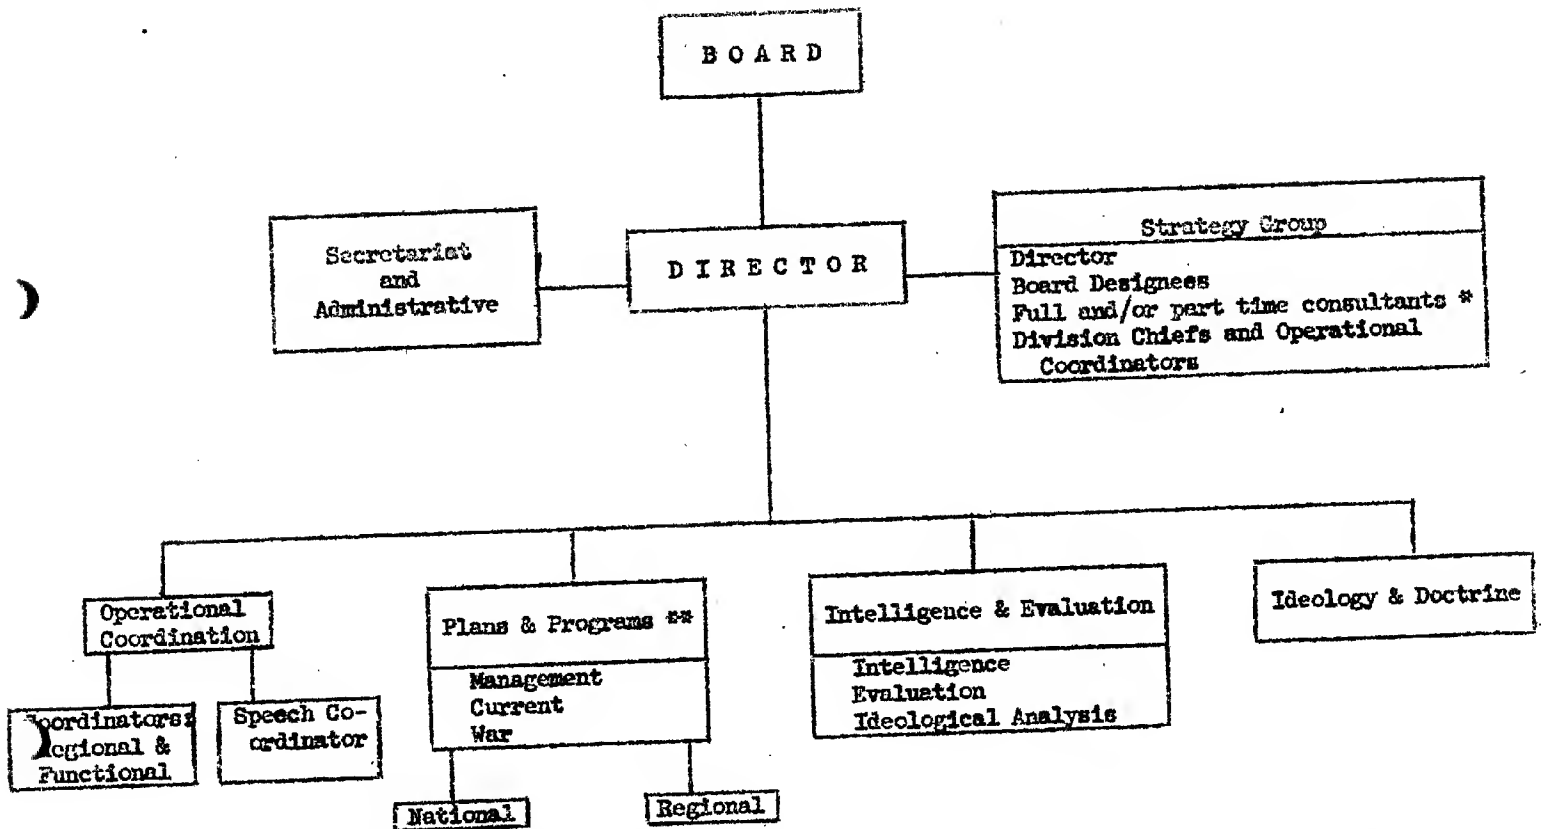 B O A R D
Secretariat
and
Administrative
D I R E C T O R
Strategy Group
Director
Board Designees
Full and/or part time consultants *
Division Chiefs and Operational
Coordinators
Operational
Coordination
Coordinators:
Regional &
Functional
Speech Co-
ordinator
Plans & Programs **
Management
Current
War
National
Regional
Intelligence & Evaluation
Intelligence
Evaluation
Ideological Analysis
Ideology & Doctrine